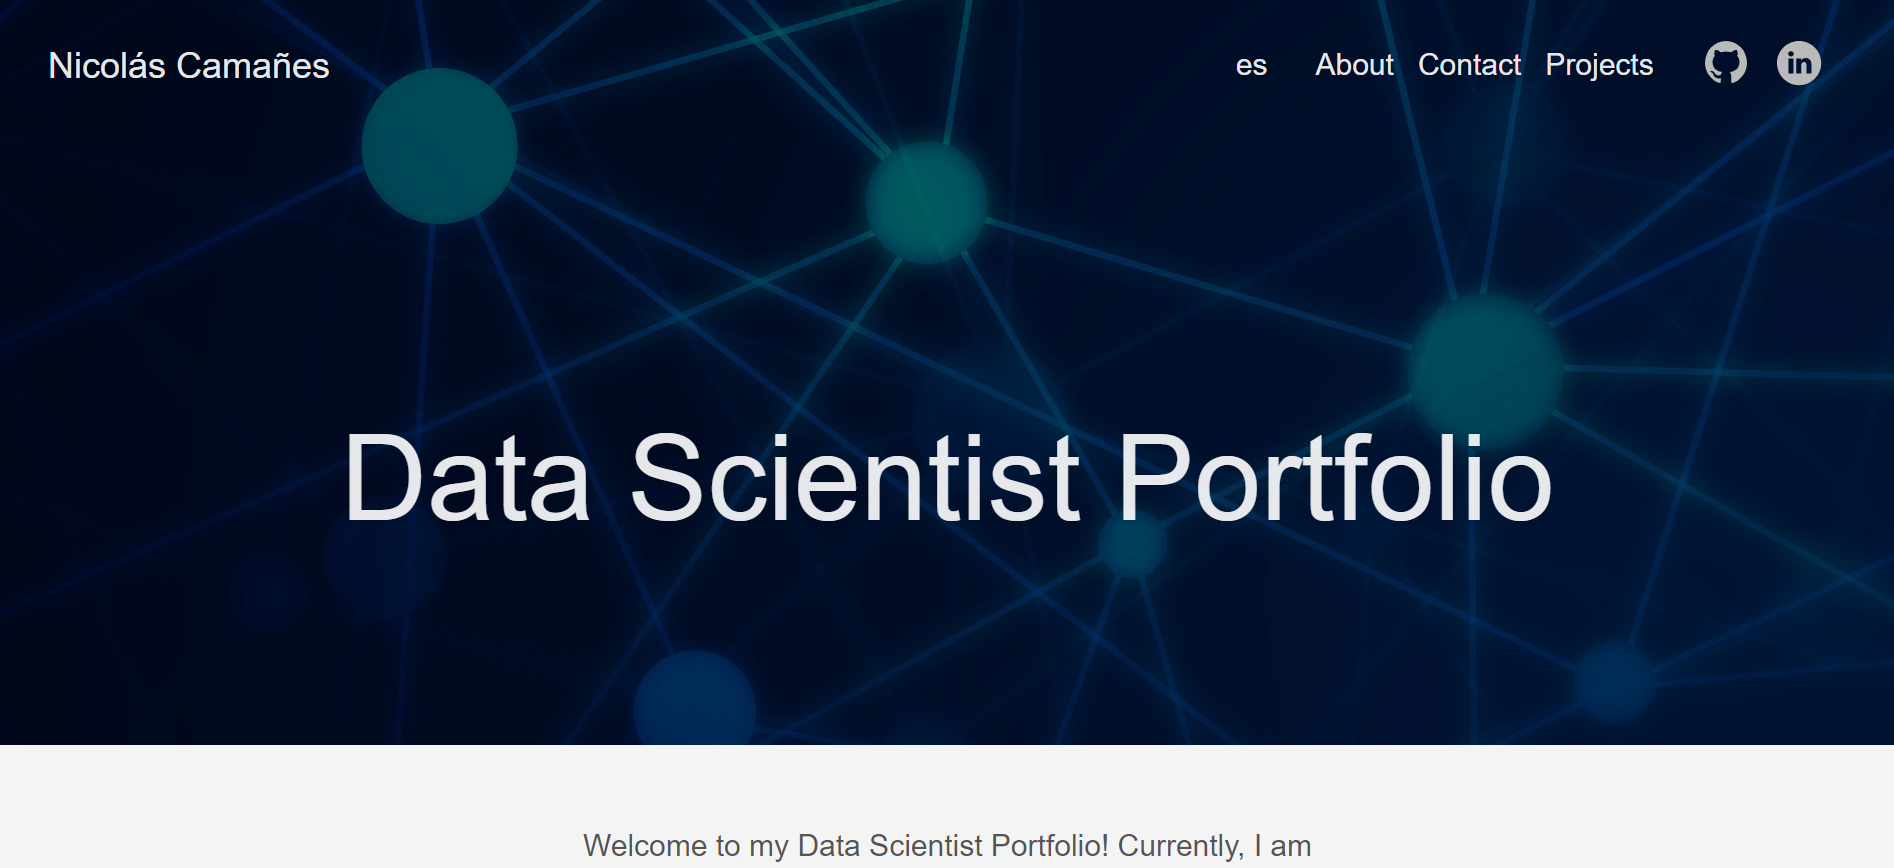 Nicolás Camañes
es About Contact Projects
in
Data Scientist Portfolio
Welcome to my Data Scientist Portfolio! Currently, I am